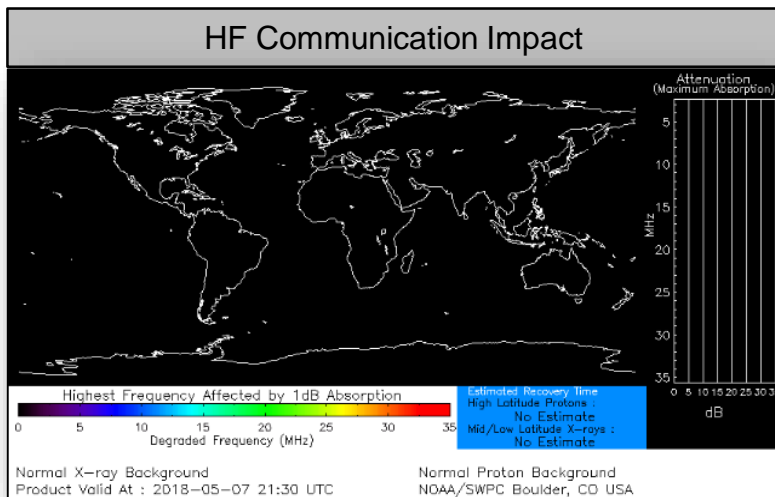 HF Communication Impact
Attenuation
(Maximum Absorption)
5
10
15
20
25
30
35
MHz
0 5 10 15 20 25 30
dB
Highest Frequency Affected by 1dB Absorption
0 5 10 15 20 25 30 35
Degraded Frequency (MHz)
Estimated Recovery Time
High Latitude Protons :
No Estimate
Mid/Low Latitude X-rays :
No Estimate
Normal X-ray Background
Product Valid At : 2018-05-07 21:30 UTC
Normal Proton Background
NOAA/SWPC Boulder, CO USA